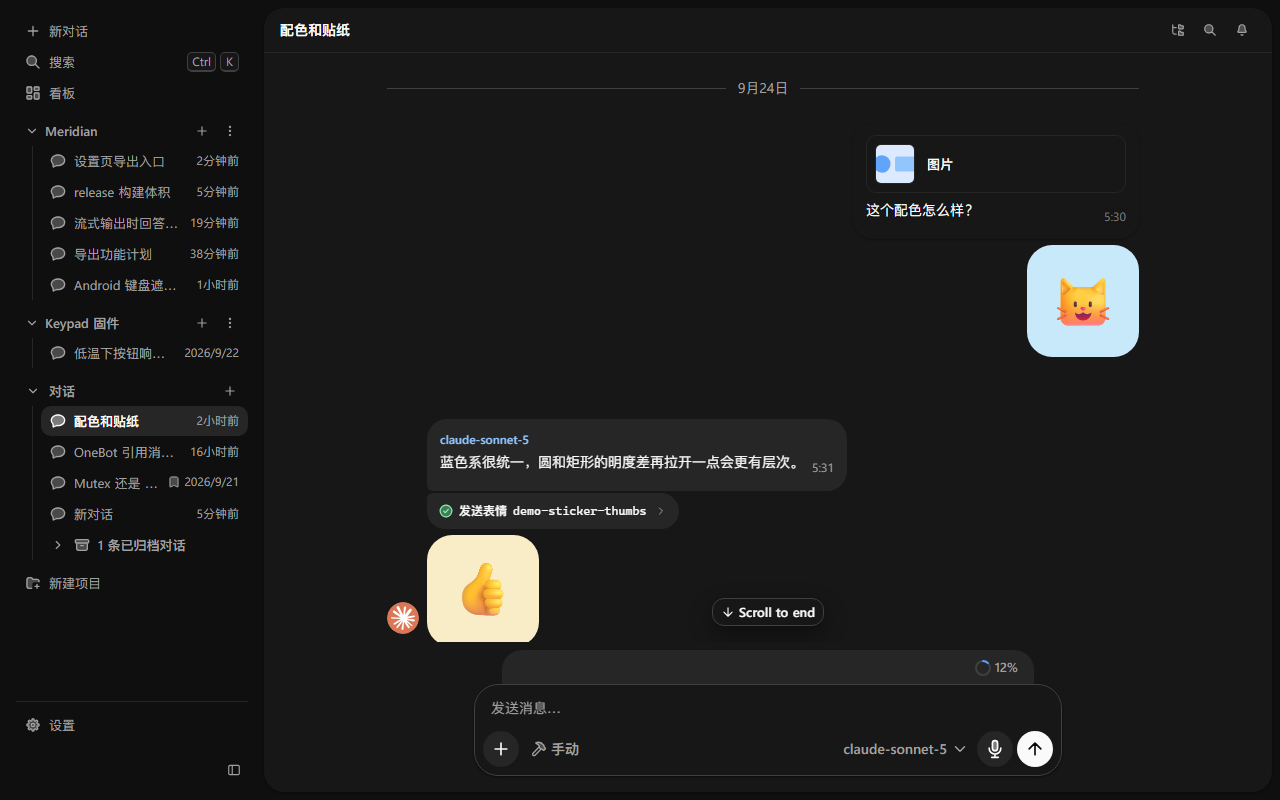 新对话
搜索
Ctrl K
看板
Meridian
设置页导出入口 2分钟前
release 构建体积 5分钟前
流式输出时回答… 19分钟前
导出功能计划 38分钟前
Android 键盘遮… 1小时前
Keypad 固件
低温下按钮响… 2026/9/22
对话
配色和贴纸 2小时前
OneBot 引用消… 16小时前
Mutex 还是 … 2026/9/21
新对话 5分钟前
1 条已归档对话
新建项目
设置
配色和贴纸
9月24日
图片
这个配色怎么样？
5:30
claude-sonnet-5
蓝色系很统一，圆和矩形的明度差再拉开一点会更有层次。
5:31
发送表情 demo-sticker-thumbs
Scroll to end
12%
发送消息…
手动
claude-sonnet-5